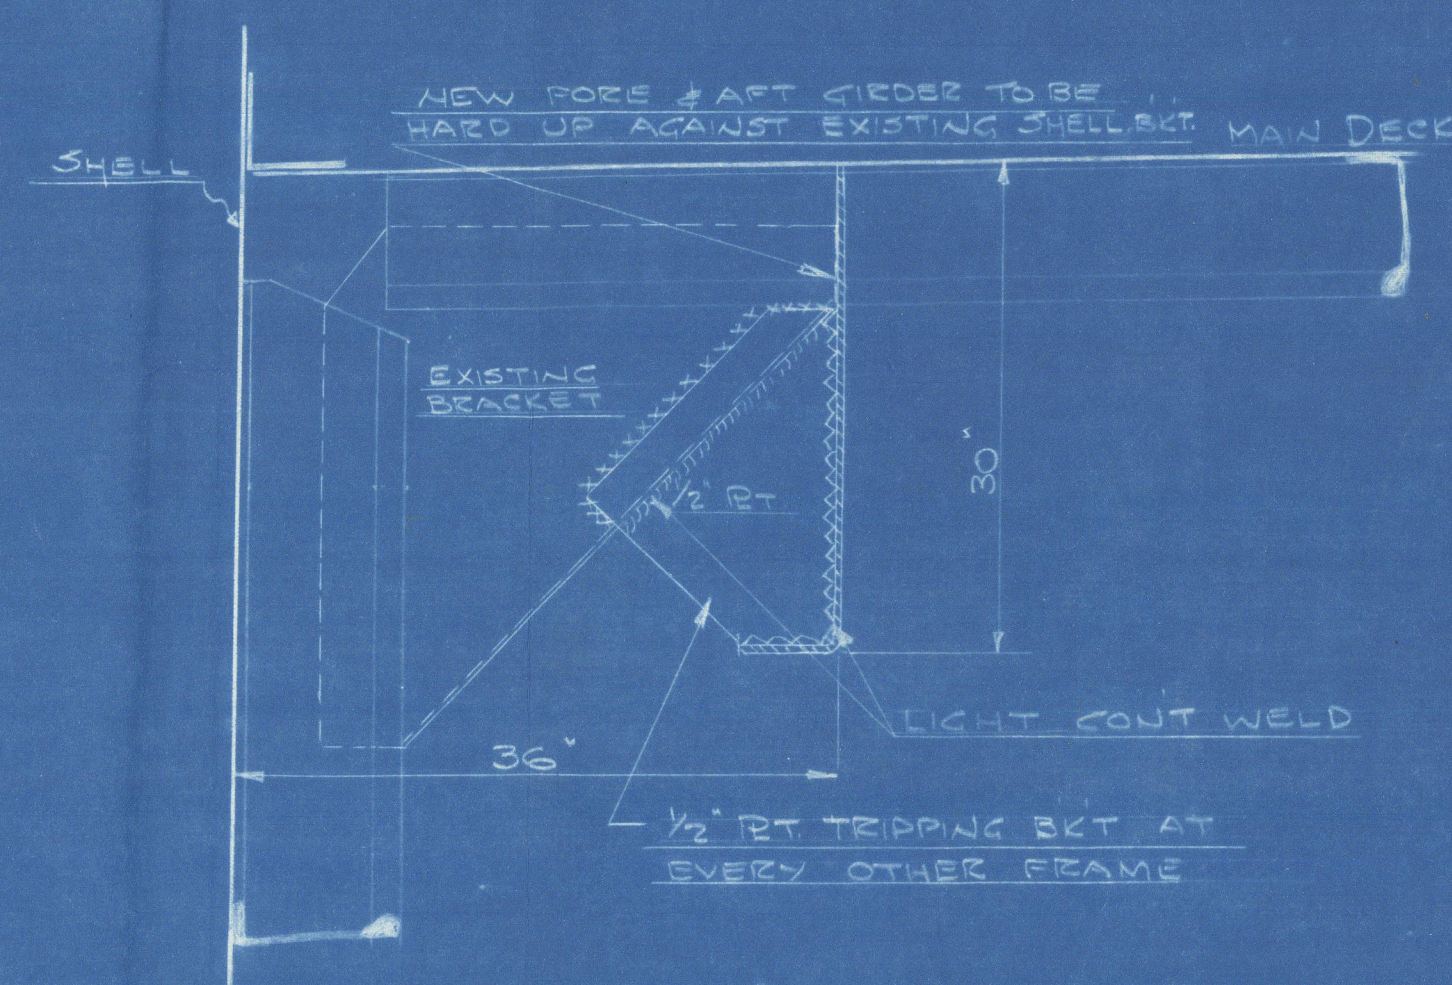 NEW FORE & AFT GIRDER TO BE
HARD UP AGAINST EXISTING SHELL BKT.
MAIN DECK
SHELL
EXISTING
BRACKET
30"
1/2" PLT
LIGHT CON'T WELD
36"
1/2" PLT. TRIPPING BKT AT
EVERY OTHER FRAME